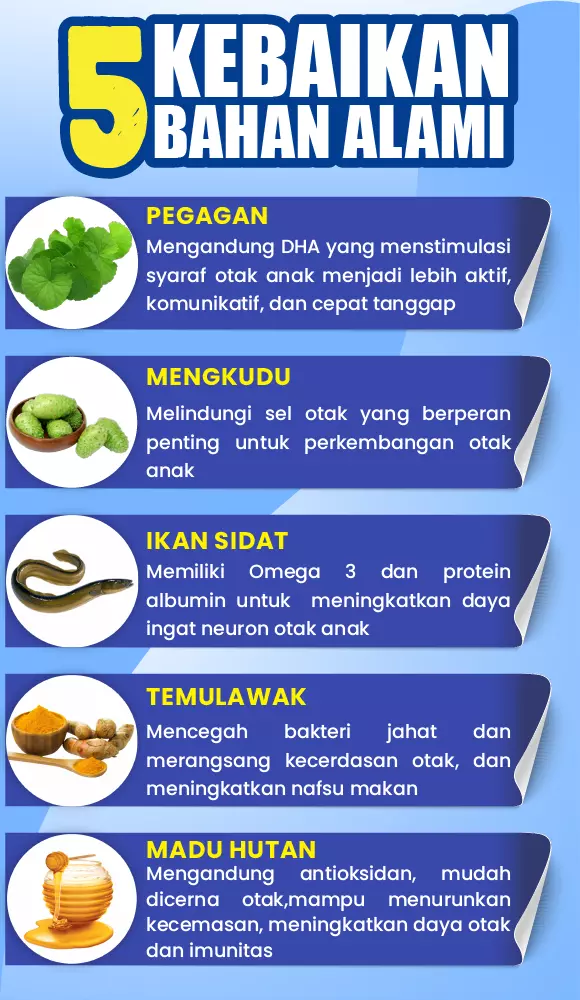 5 KEBAIKAN
BAHAN ALAMI
PEGAGAN
Mengandung DHA yang menstimulasi
syaraf otak anak menjadi lebih aktif,
komunikatif, dan cepat tanggap
MENGKUDU
Melindungi sel otak yang berperan
penting untuk perkembangan otak
anak
IKAN SIDAT
Memiliki Omega 3 dan protein
albumin untuk meningkatkan daya
ingat neuron otak anak
TEMULAWAK
Mencegah bakteri jahat dan
merangsang kecerdasan otak, dan
meningkatkan nafsu makan
MADU HUTAN
Mengandung antioksidan, mudah
dicerna otak,mampu menurunkan
kecemasan, meningkatkan daya otak
dan imunitas